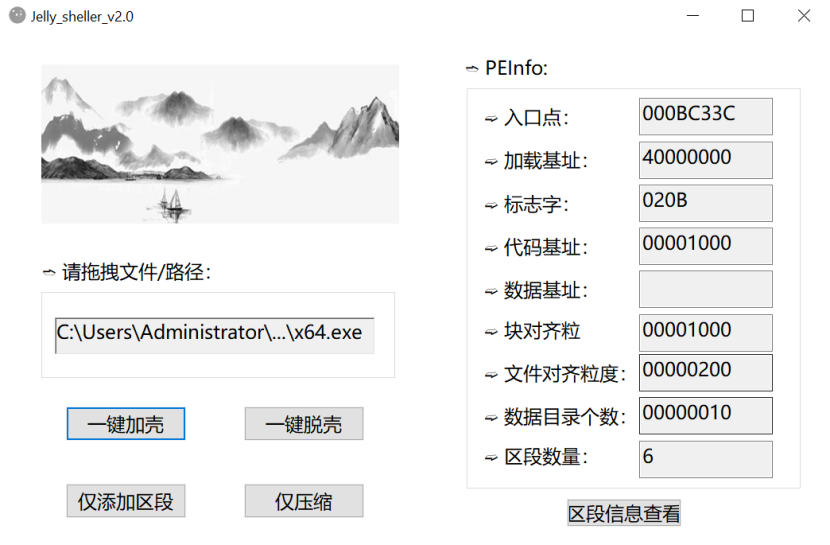 Jelly_sheller_v2.0
➩ PEInfo:
➩ 入口点： 000BC33C
➩ 加载基址： 40000000
➩ 标志字： 020B
➩ 代码基址： 00001000
➩ 数据基址：
➩ 块对齐粒 00001000
➩ 文件对齐粒度： 00000200
➩ 数据目录个数： 00000010
➩ 区段数量： 6
区段信息查看
➩ 请拖拽文件/路径：
C:\Users\Administrator\...\x64.exe
一键加壳 一键脱壳
仅添加区段 仅压缩